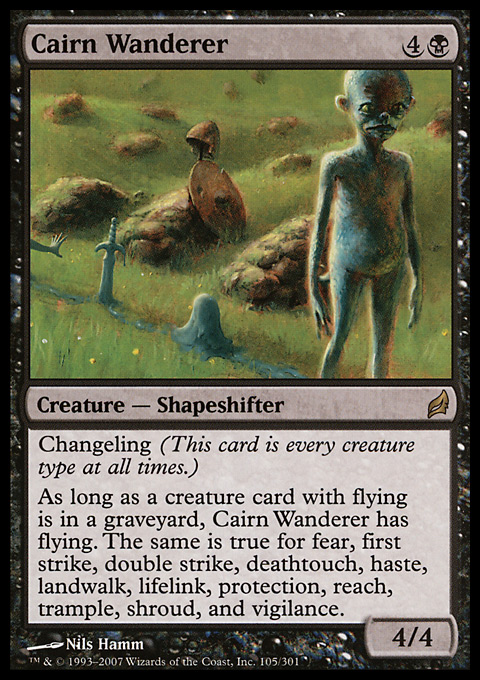 Cairn Wanderer 4
Creature — Shapeshifter
Changeling (This card is every creature
type at all times.)
As long as a creature card with flying
is in a graveyard, Cairn Wanderer has
flying. The same is true for fear, first
strike, double strike, deathtouch, haste,
landwalk, lifelink, protection, reach,
trample, shroud, and vigilance.
Nils Hamm
4/4
™ & © 1993–2007 Wizards of the Coast, Inc. 105/301